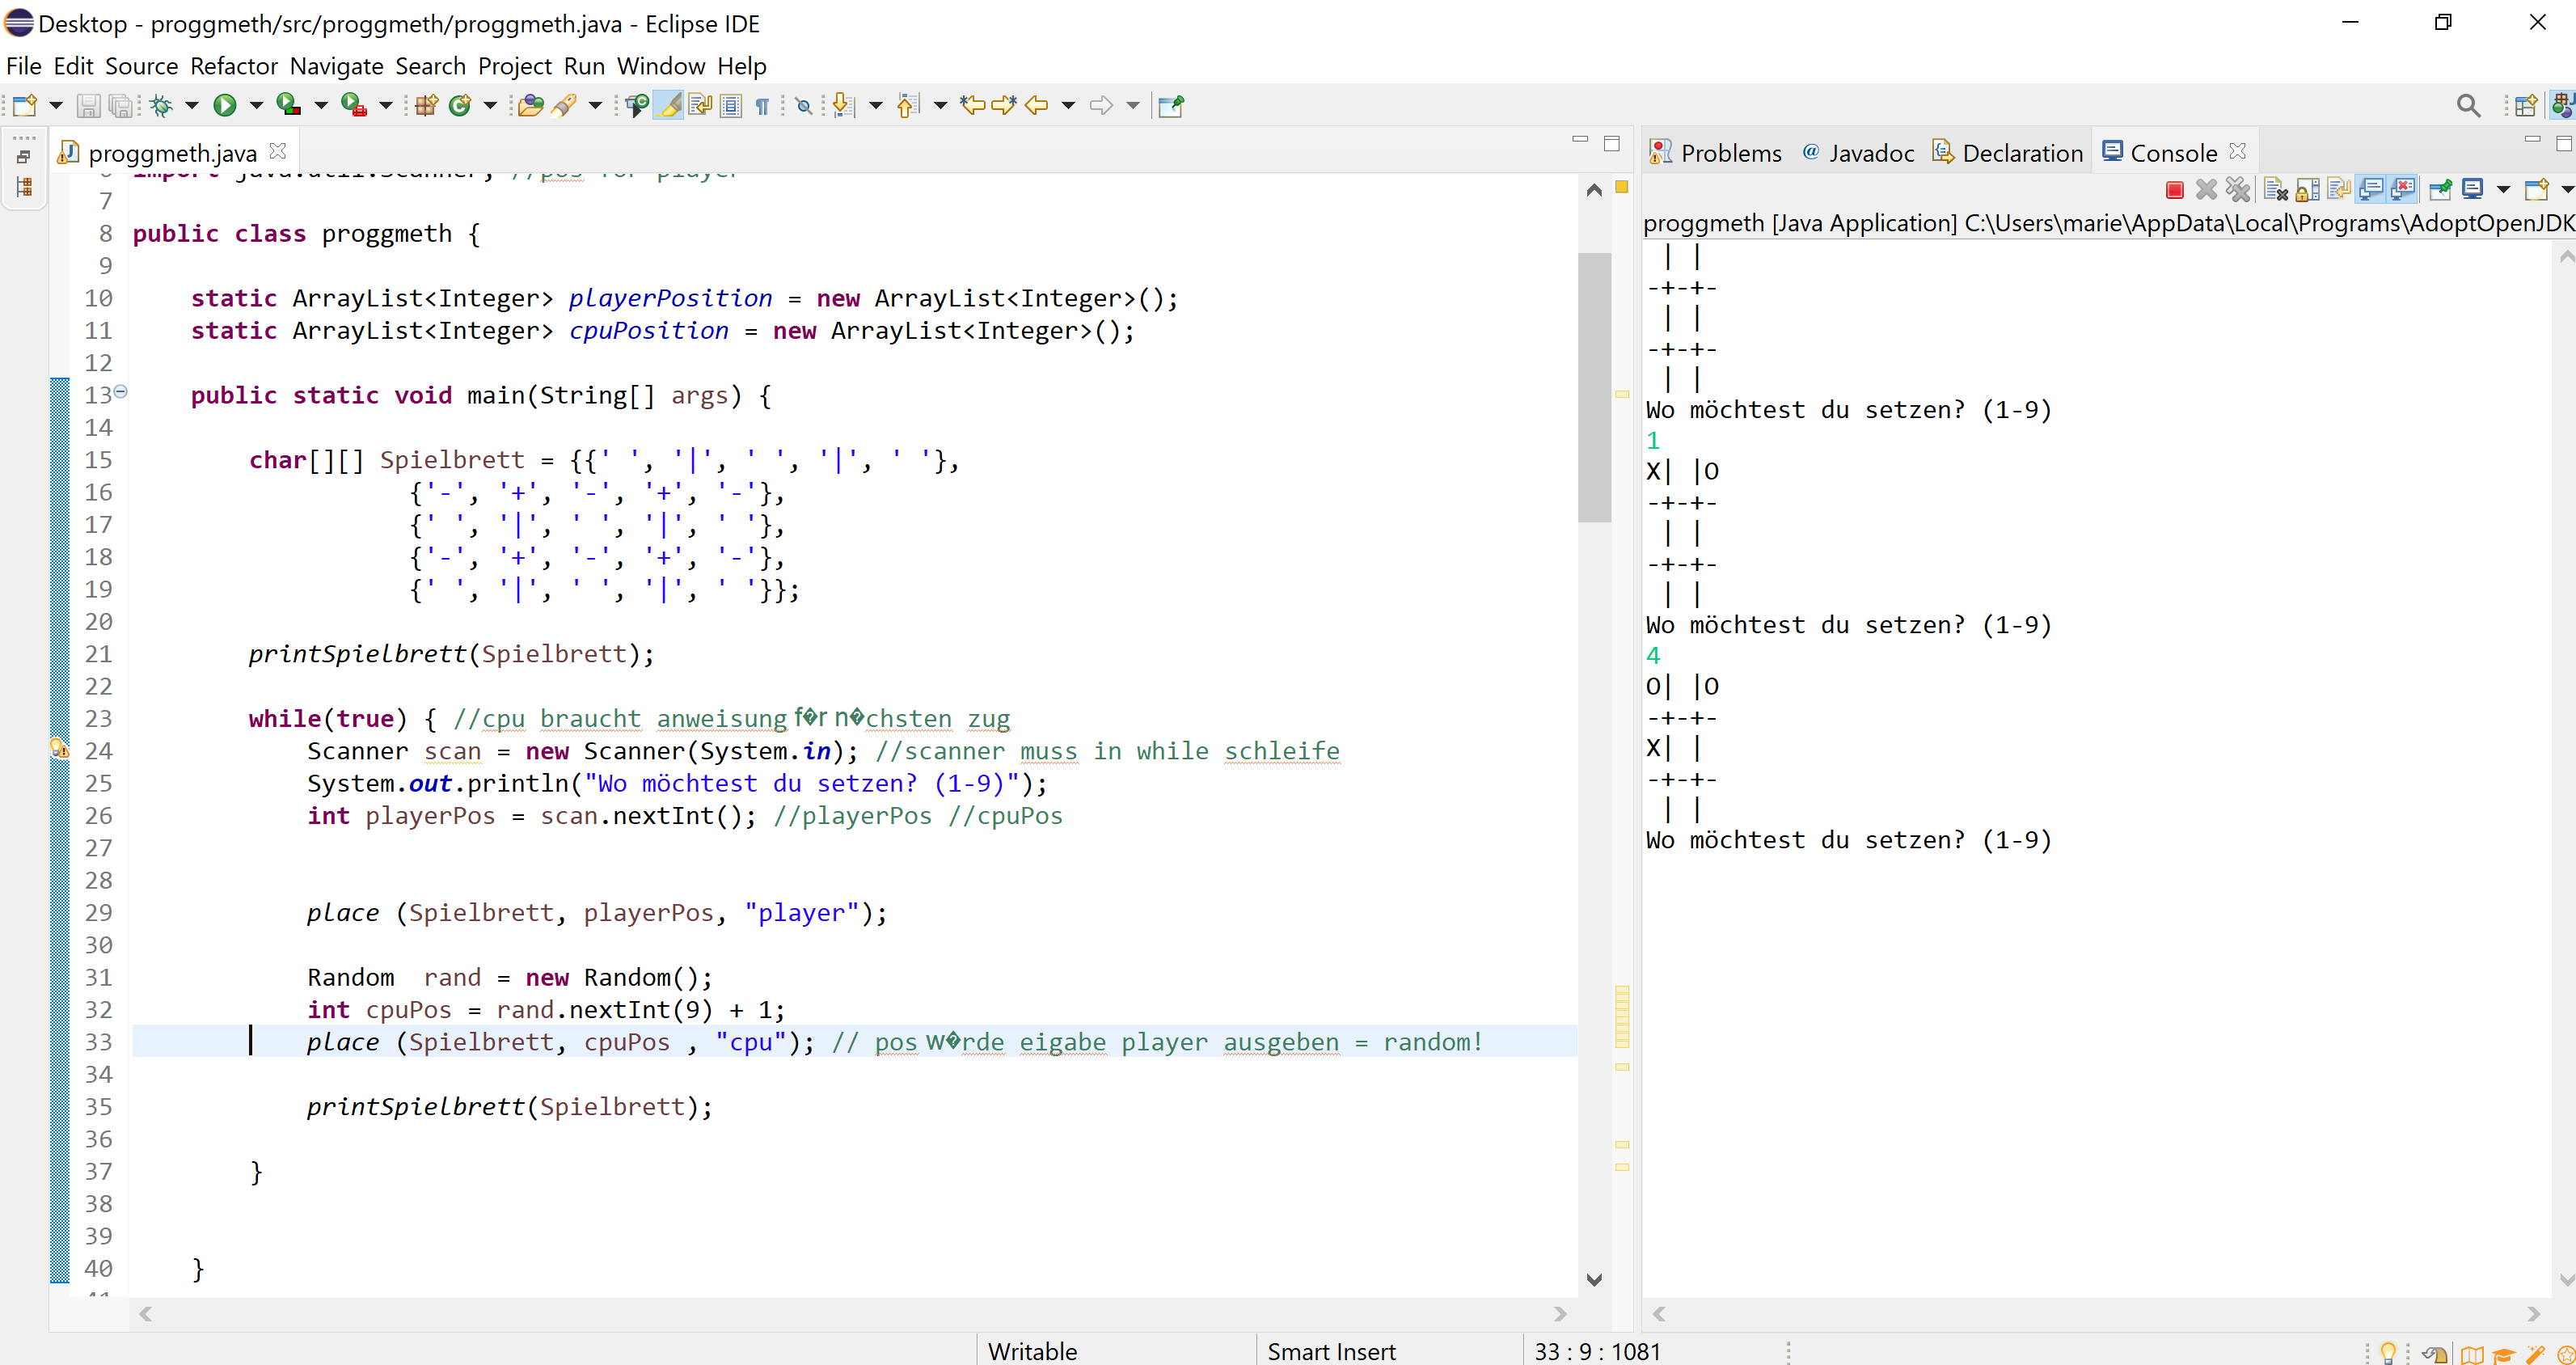 Desktop - proggmeth/src/proggmeth/proggmeth.java - Eclipse IDE
File Edit Source Refactor Navigate Search Project Run Window Help
proggmeth.java
7
8 public class proggmeth {
9
10 static ArrayList<Integer> playerPosition = new ArrayList<Integer>();
11 static ArrayList<Integer> cpuPosition = new ArrayList<Integer>();
12
13 public static void main(String[] args) {
14
15 char[][] Spielbrett = {{' ', '|', ' ', '|', ' '},
16 {'-', '+', '-', '+', '-'},
17 {' ', '|', ' ', '|', ' '},
18 {'-', '+', '-', '+', '-'},
19 {' ', '|', ' ', '|', ' '}};
20
21 printSpielbrett(Spielbrett);
22
23 while(true) { //cpu braucht anweisung f�r n�chsten zug
24 Scanner scan = new Scanner(System.in); //scanner muss in while schleife
25 System.out.println("Wo möchtest du setzen? (1-9)");
26 int playerPos = scan.nextInt(); //playerPos //cpuPos
27
28
29 place (Spielbrett, playerPos, "player");
30
31 Random  rand = new Random();
32 int cpuPos = rand.nextInt(9) + 1;
33 place (Spielbrett, cpuPos , "cpu"); // pos w�rde eigabe player ausgeben = random!
34
35 printSpielbrett(Spielbrett);
36
37 }
38
39
40 }
Writable
Smart Insert
33 : 9 : 1081
Problems
@ Javadoc
Declaration
Console
proggmeth [Java Application] C:\Users\marie\AppData\Local\Programs\AdoptOpenJDK
 | |
-+-+-
 | |
-+-+-
 | |
Wo möchtest du setzen? (1-9)
1
X| |O
-+-+-
 | |
-+-+-
 | |
Wo möchtest du setzen? (1-9)
4
O| |O
-+-+-
X| |
-+-+-
 | |
Wo möchtest du setzen? (1-9)